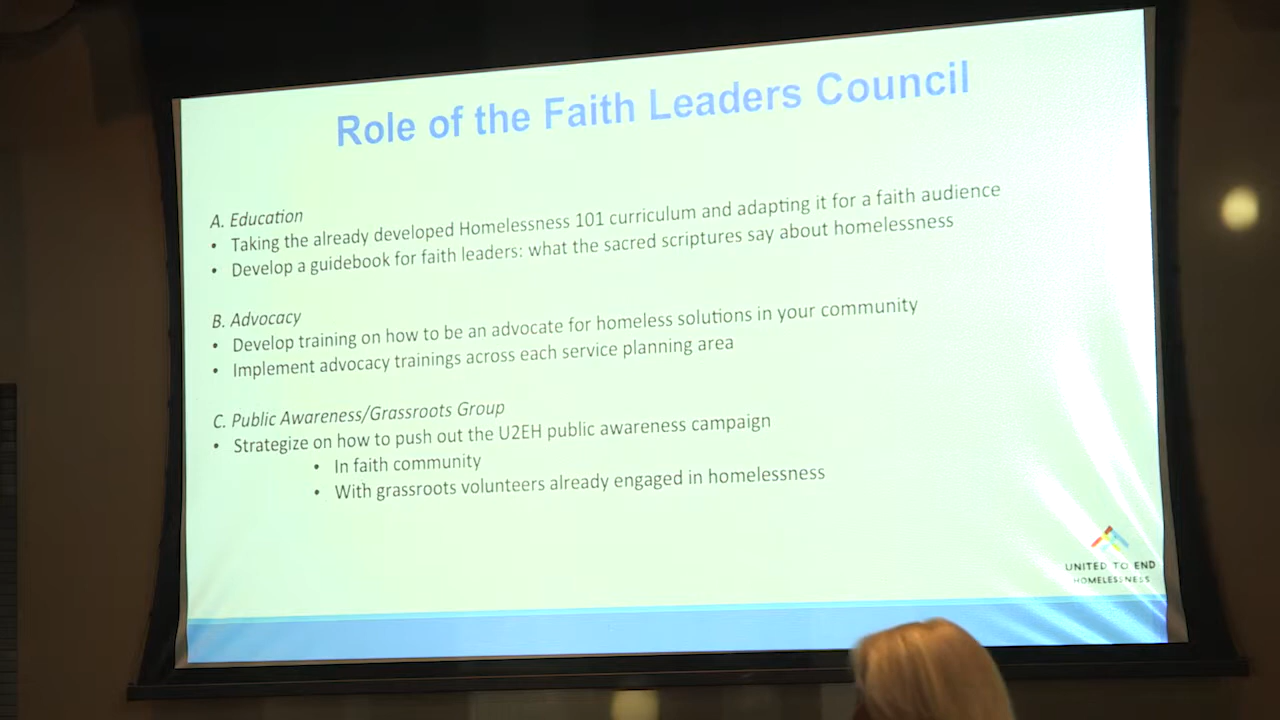 Role of the Faith Leaders Council
A. Education
• Taking the already developed Homelessness 101 curriculum and adapting it for a faith audience
• Develop a guidebook for faith leaders: what the sacred scriptures say about homelessness
B. Advocacy
• Develop training on how to be an advocate for homeless solutions in your community
• Implement advocacy trainings across each service planning area
C. Public Awareness/Grassroots Group
• Strategize on how to push out the U2EH public awareness campaign
• In faith community
• With grassroots volunteers already engaged in homelessness
UNITED TO END
HOMELESSNESS